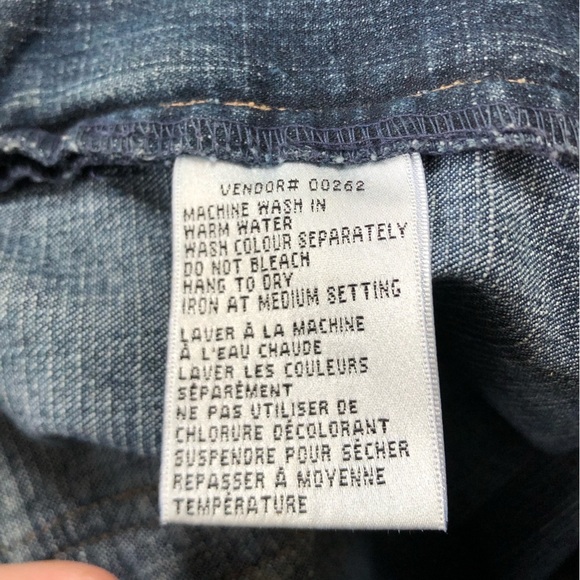 VENDOR# 00262
MACHINE WASH IN
WARM WATER
WASH COLOUR SEPARATELY
DO NOT BLEACH
HANG TO DRY
IRON AT MEDIUM SETTING
LAVER À LA MACHINE
À L'EAU CHAUDE
LAVER LES COULEURS
SÉPARÉMENT
NE PAS UTILISER DE
CHLORURE DÉCOLORANT
SUSPENDRE POUR SÉCHER
REPASSER À MOYENNE
TEMPÉRATURE